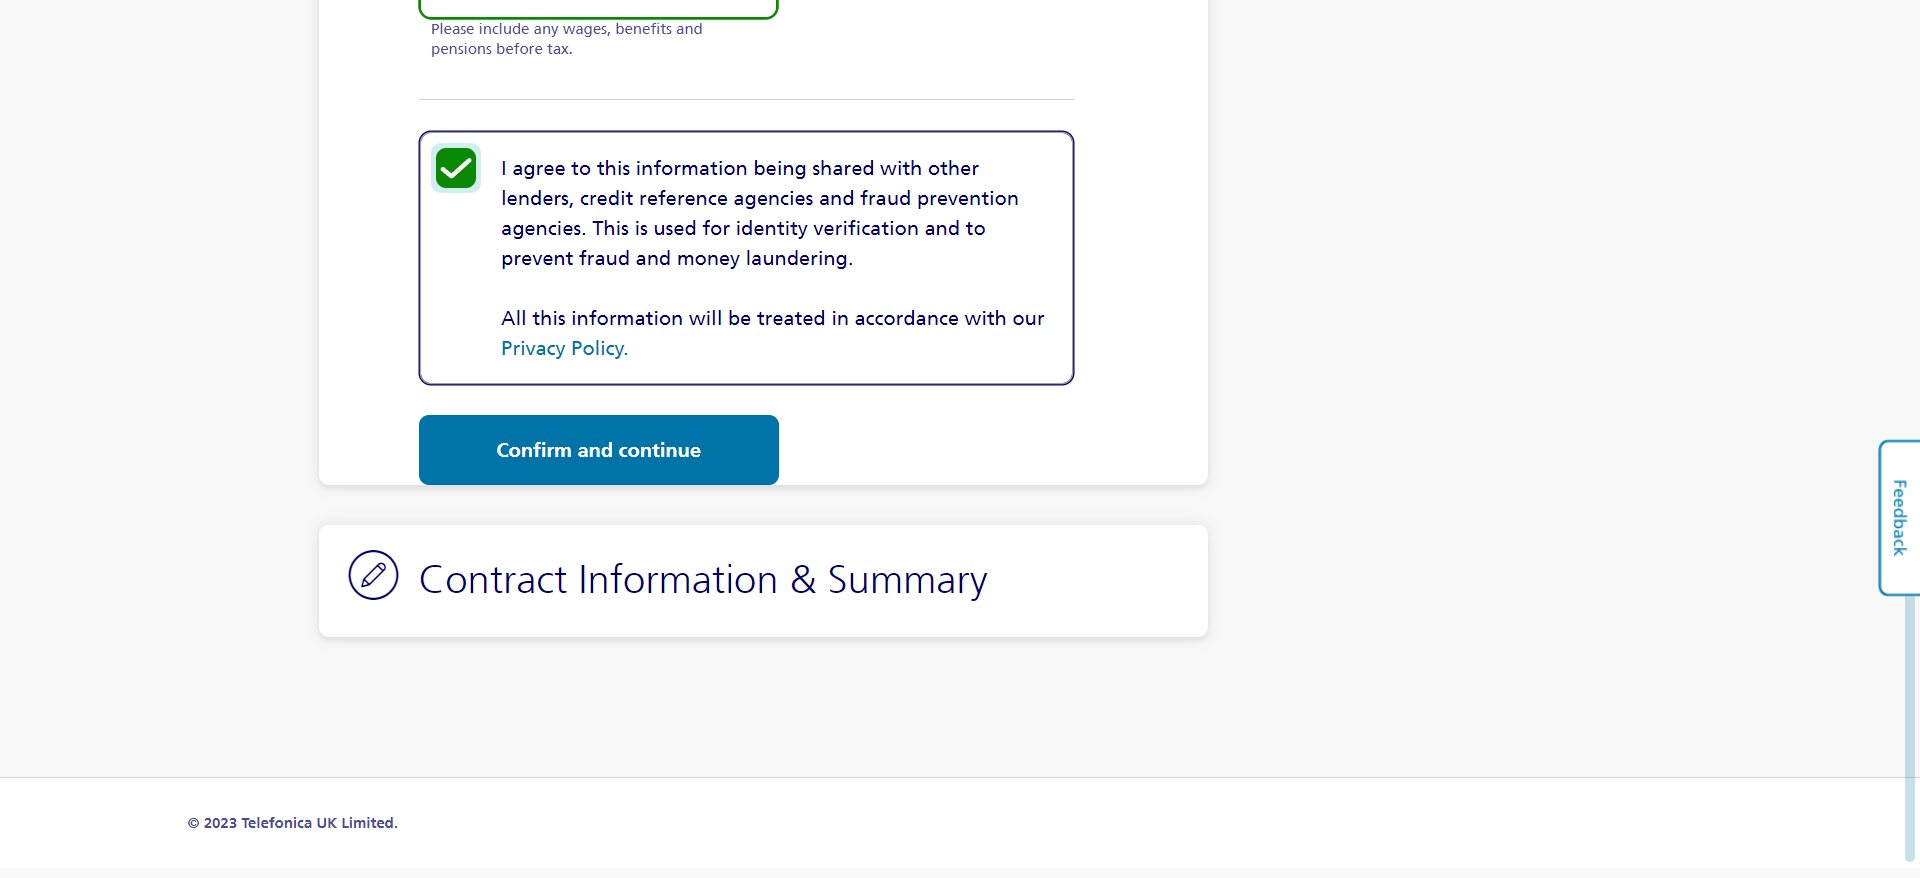 Please include any wages, benefits and
pensions before tax.
I agree to this information being shared with other
lenders, credit reference agencies and fraud prevention
agencies. This is used for identity verification and to
prevent fraud and money laundering.
All this information will be treated in accordance with our
Privacy Policy.
Confirm and continue
Feedback
Contract Information & Summary
© 2023 Telefonica UK Limited.